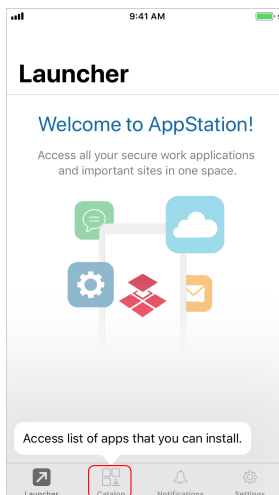 9:41 AM
Launcher
Welcome to AppStation!
Access all your secure work applications
and important sites in one space.
Access list of apps that you can install.
Launcher Catalog Notifications Settings